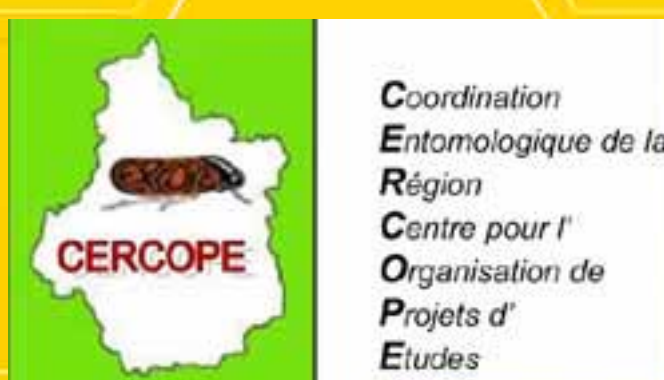 CERCOPE
Coordination
Entomologique de la
Région
Centre pour l'
Organisation de
Projets d'
Etudes